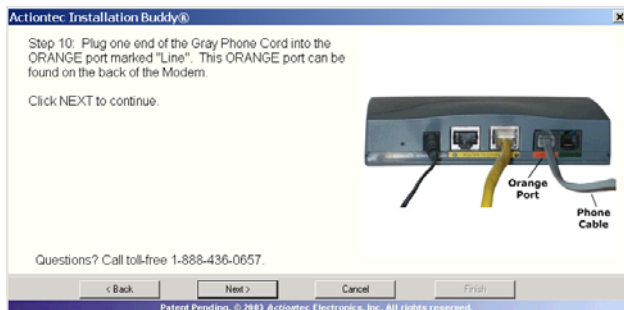 Actiontec Installation Buddy®
Step 10: Plug one end of the Gray Phone Cord into the
ORANGE port marked "Line". This ORANGE port can be
found on the back of the Modem.
Click NEXT to continue.
Orange
Port
Phone
Cable
Questions? Call toll-free 1-888-436-0657.
< Back Next > Cancel Finish
Patent Pending. © 2003 Actiontec Electronics, Inc. All rights reserved.